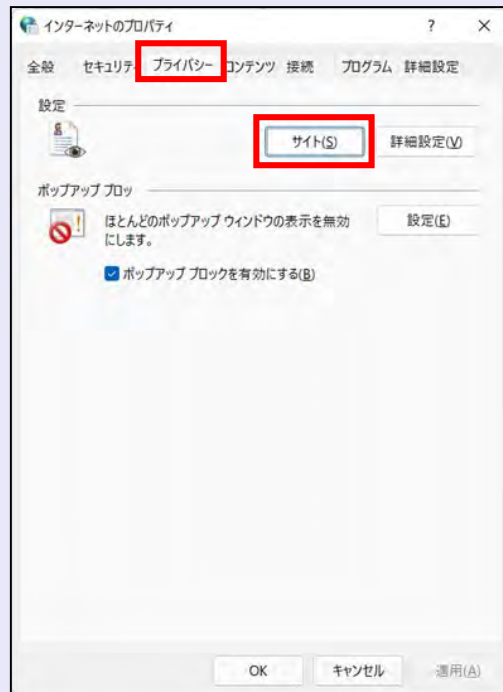 インターネットのプロパティ ? ×
全般 セキュリティ プライバシー コンテンツ 接続 プログラム 詳細設定
設定
サイト(S) 詳細設定(V)
ポップアップ ブロッ
ほとんどのポップアップ ウィンドウの表示を無効
にします。
設定(E)
ポップアップ ブロックを有効にする(B)
OK キャンセル 適用(A)